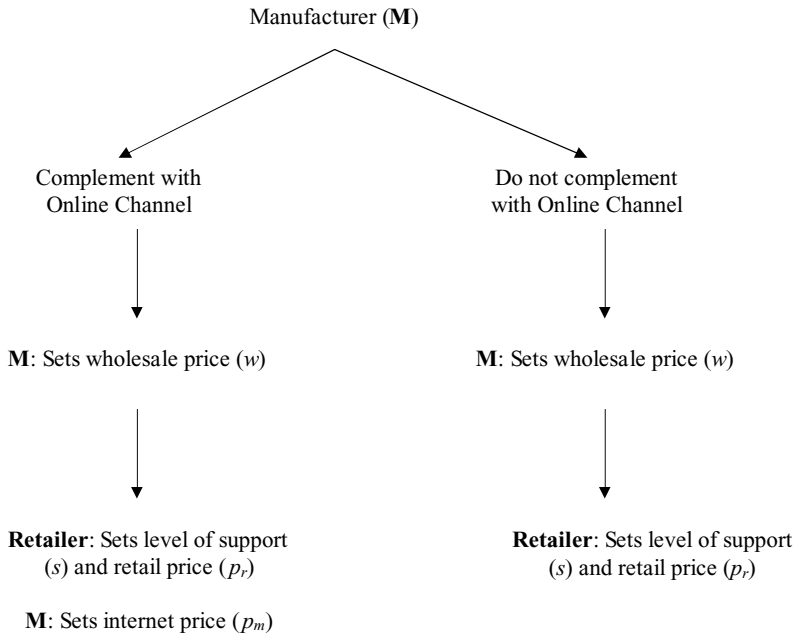 Manufacturer (M)
Complement with
Online Channel
Do not complement
with Online Channel
M: Sets wholesale price (w)
M: Sets wholesale price (w)
Retailer: Sets level of support
(s) and retail price (pr)
Retailer: Sets level of support
(s) and retail price (pr)
M: Sets internet price (pm)